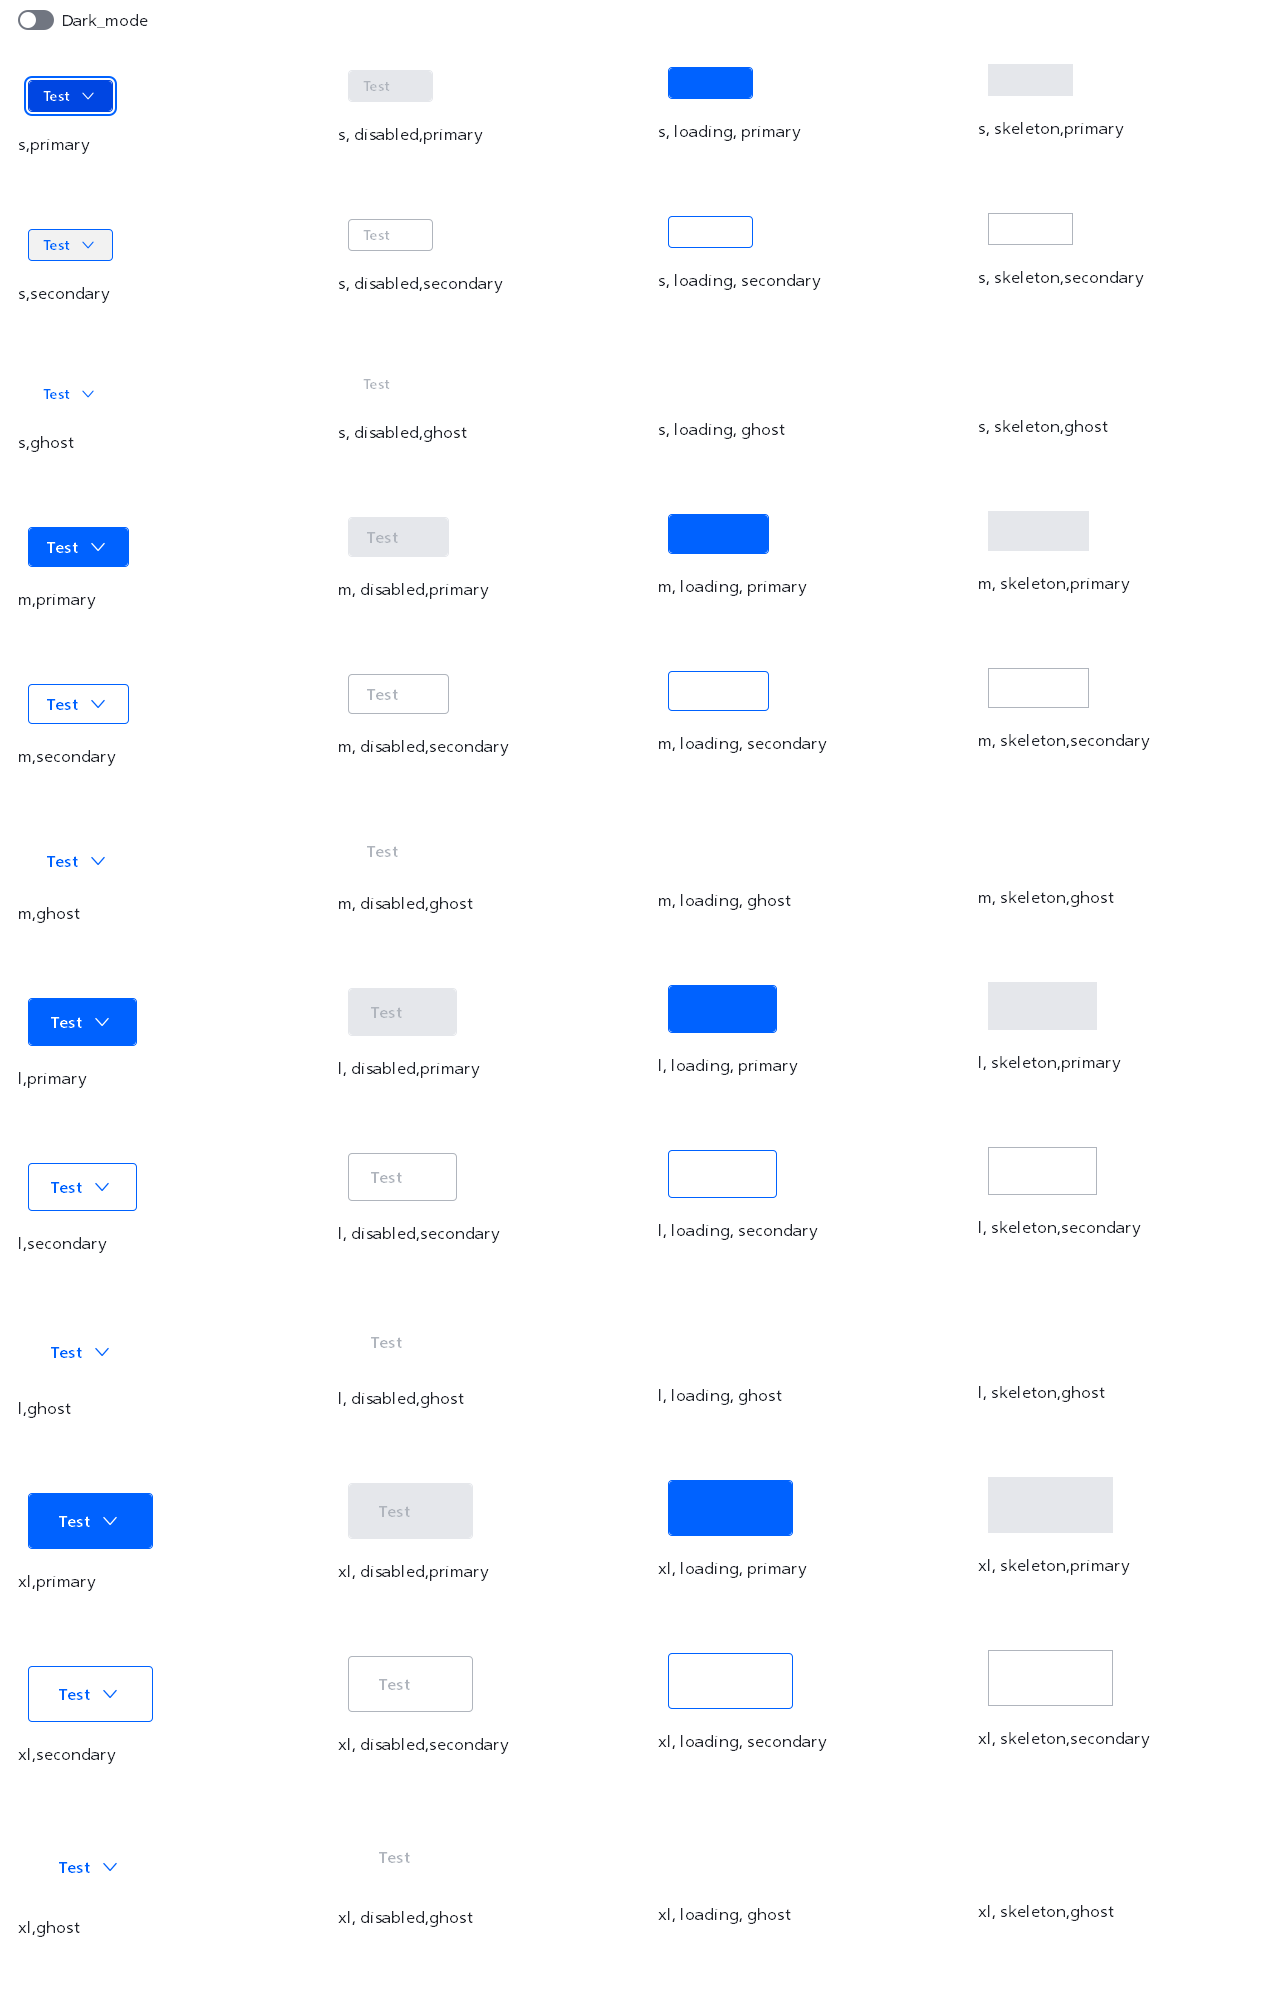 Dark_mode
Test
Test
s,primary
s, disabled,primary
s, loading, primary
s, skeleton,primary
Test
Test
s,secondary
s, disabled,secondary
s, loading, secondary
s, skeleton,secondary
Test
Test
s,ghost
s, disabled,ghost
s, loading, ghost
s, skeleton,ghost
Test
Test
m,primary
m, disabled,primary
m, loading, primary
m, skeleton,primary
Test
Test
m,secondary
m, disabled,secondary
m, loading, secondary
m, skeleton,secondary
Test
Test
m,ghost
m, disabled,ghost
m, loading, ghost
m, skeleton,ghost
Test
Test
l,primary
l, disabled,primary
l, loading, primary
l, skeleton,primary
Test
Test
l,secondary
l, disabled,secondary
l, loading, secondary
l, skeleton,secondary
Test
Test
l,ghost
l, disabled,ghost
l, loading, ghost
l, skeleton,ghost
Test
Test
xl,primary
xl, disabled,primary
xl, loading, primary
xl, skeleton,primary
Test
Test
xl,secondary
xl, disabled,secondary
xl, loading, secondary
xl, skeleton,secondary
Test
Test
xl,ghost
xl, disabled,ghost
xl, loading, ghost
xl, skeleton,ghost